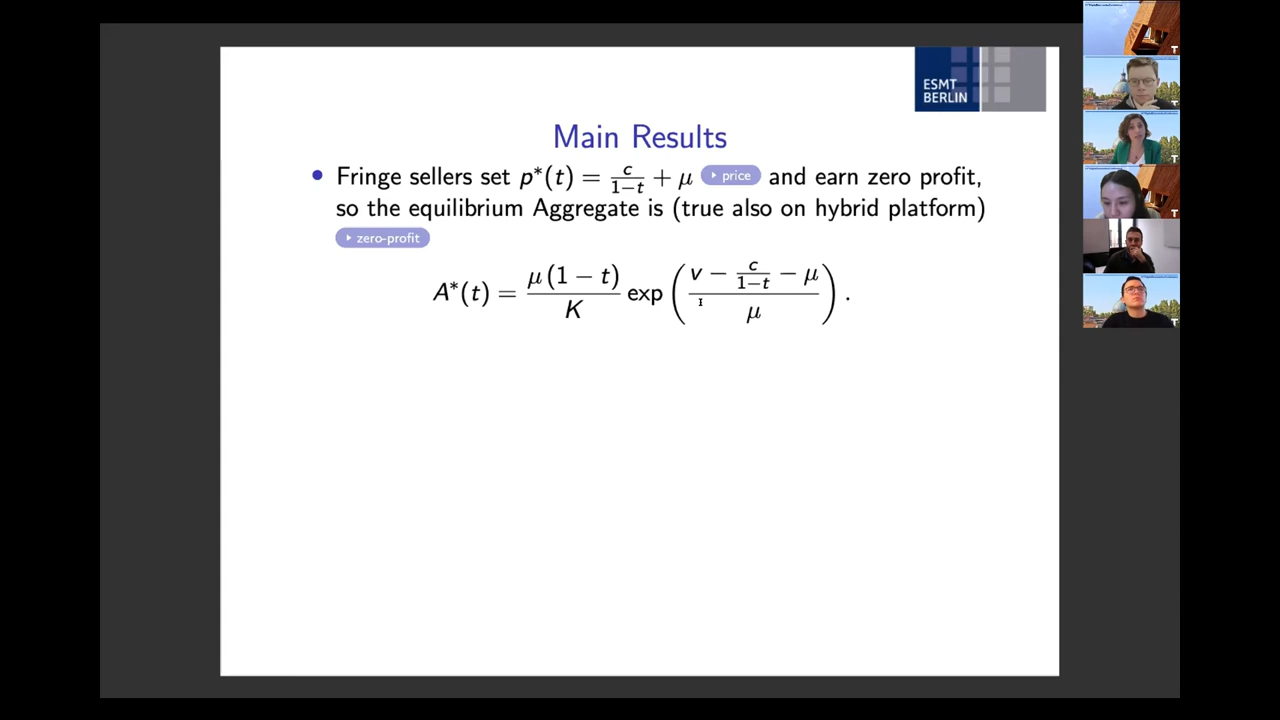 ESMT
BERLIN
Main Results
• Fringe sellers set p*(t) = c/(1−t) + μ ▸ price and earn zero profit,
so the equilibrium Aggregate is (true also on hybrid platform)
▸ zero-profit
A*(t) = μ(1 − t)/K exp((v − c/(1−t) − μ)/μ).